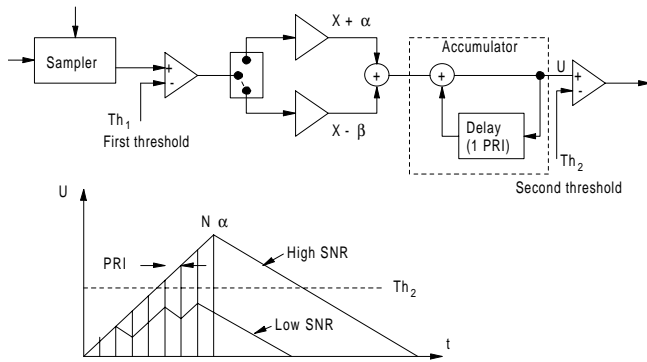 X + α
Accumulator
Sampler
+
-
+
+
U
+
-
Th1
First threshold
X - β
Delay
(1 PRI)
Th2
Second threshold
U
N α
PRI
High SNR
Th2
Low SNR
t